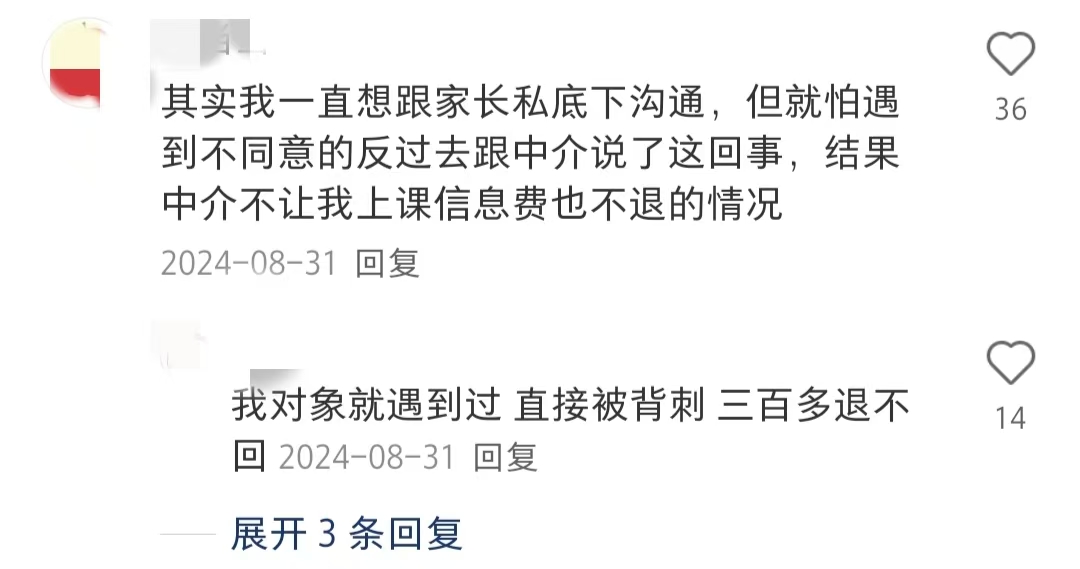 其实我一直想跟家长私底下沟通，但就怕遇
到不同意的反过去跟中介说了这回事，结果
中介不让我上课信息费也不退的情况
36
2024-08-31 回复
我对象就遇到过 直接被背刺 三百多退不
回 2024-08-31 回复
14
展开 3 条回复